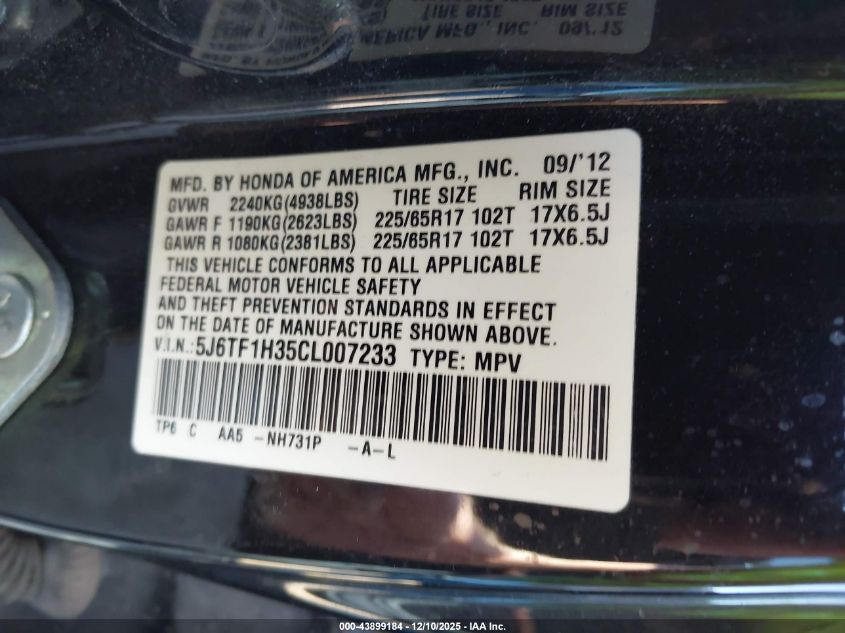 MFD. BY HONDA OF AMERICA MFG., INC. 09/'12
GVWR 2240KG(4938LBS) TIRE SIZE RIM SIZE
GAWR F 1190KG(2623LBS) 225/65R17 102T 17X6.5J
GAWR R 1080KG(2381LBS) 225/65R17 102T 17X6.5J
THIS VEHICLE CONFORMS TO ALL APPLICABLE
FEDERAL MOTOR VEHICLE SAFETY
AND THEFT PREVENTION STANDARDS IN EFFECT
ON THE DATE OF MANUFACTURE SHOWN ABOVE.
V.I.N.:5J6TF1H35CL007233 TYPE: MPV
TP6 C AA5 -NH731P -A-L
000-43899184 - 12/10/2025 - IAA Inc.